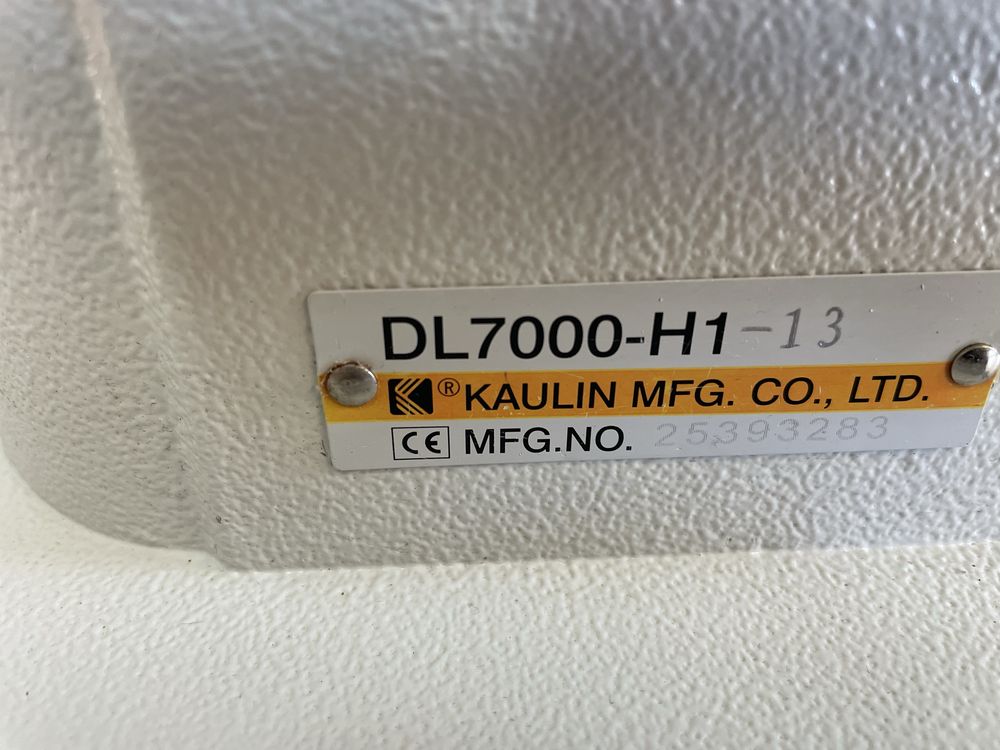 DL7000-H1-13
® KAULIN MFG. CO., LTD.
CE MFG.NO. 25393283